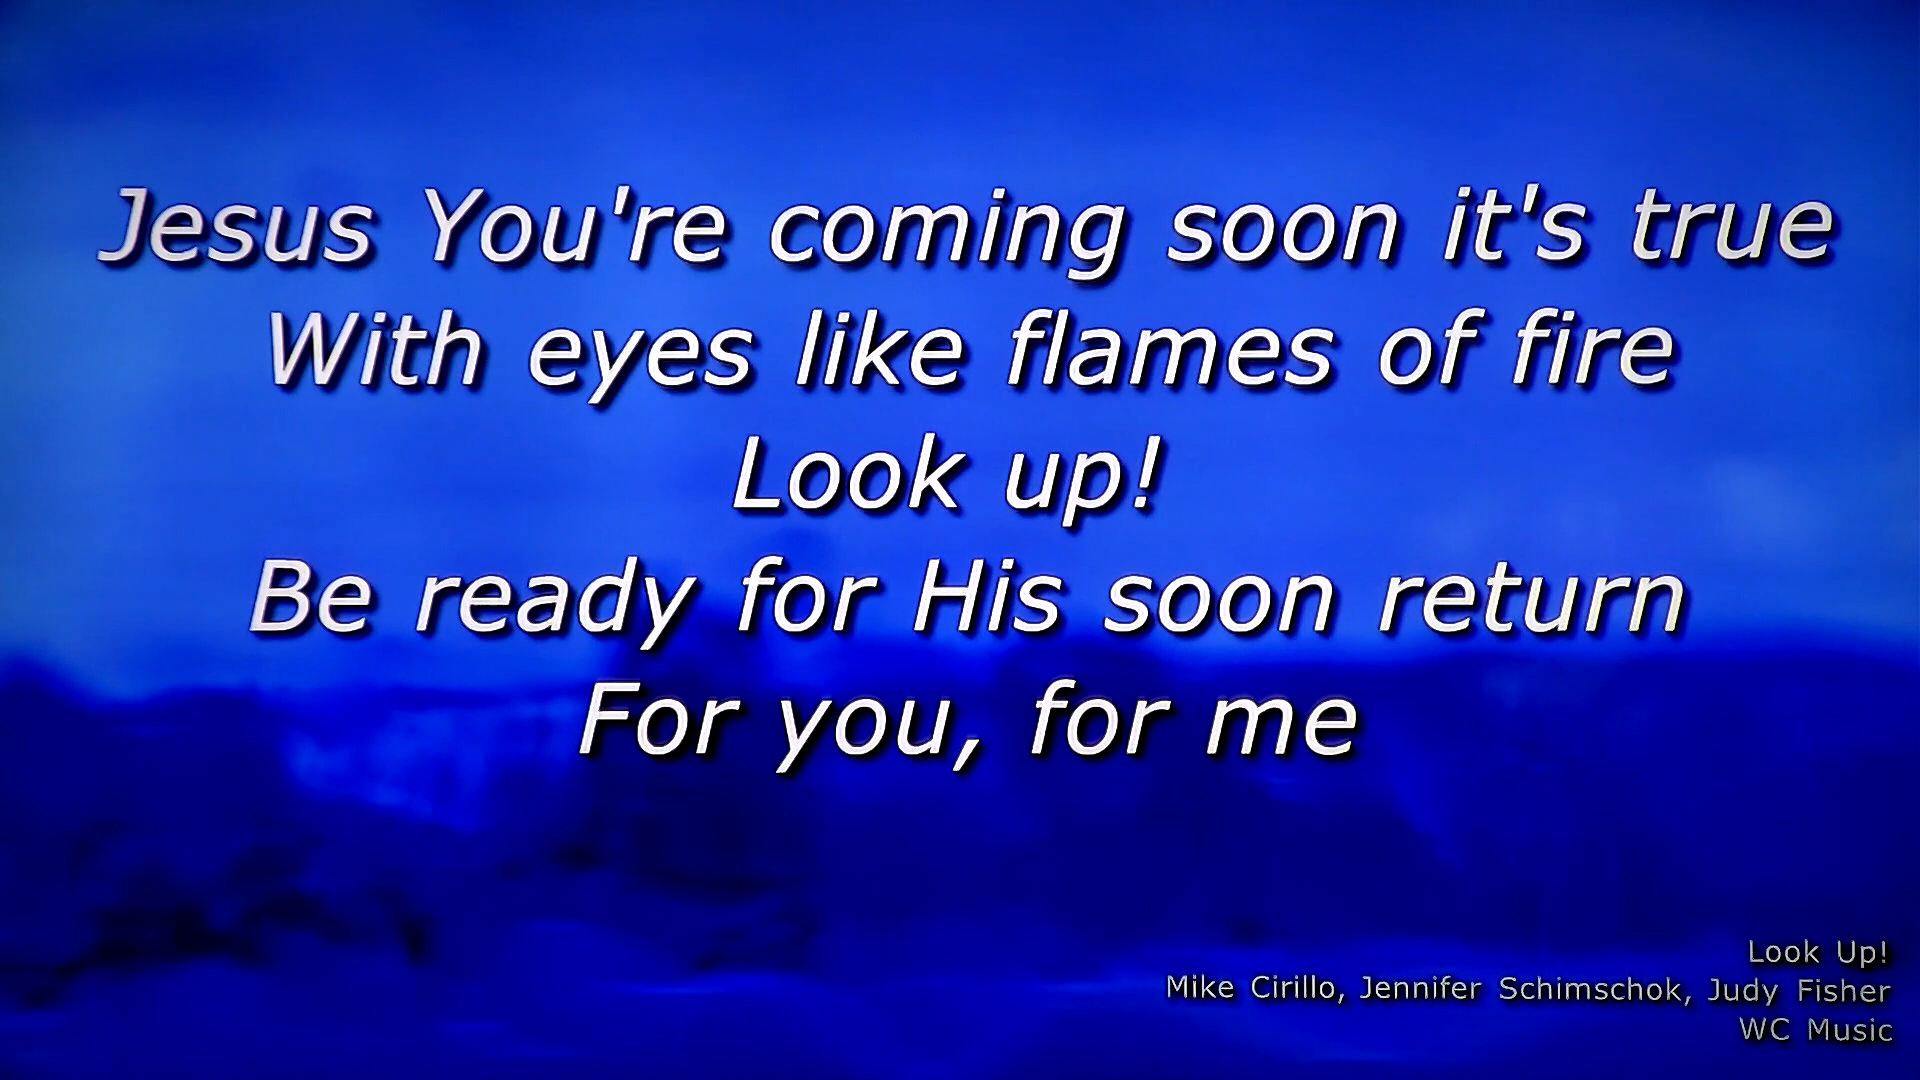 Jesus You're coming soon it's true
With eyes like flames of fire
Look up!
Be ready for His soon return
For you, for me
Look Up!
Mike Cirillo, Jennifer Schimschok, Judy Fisher
WC Music